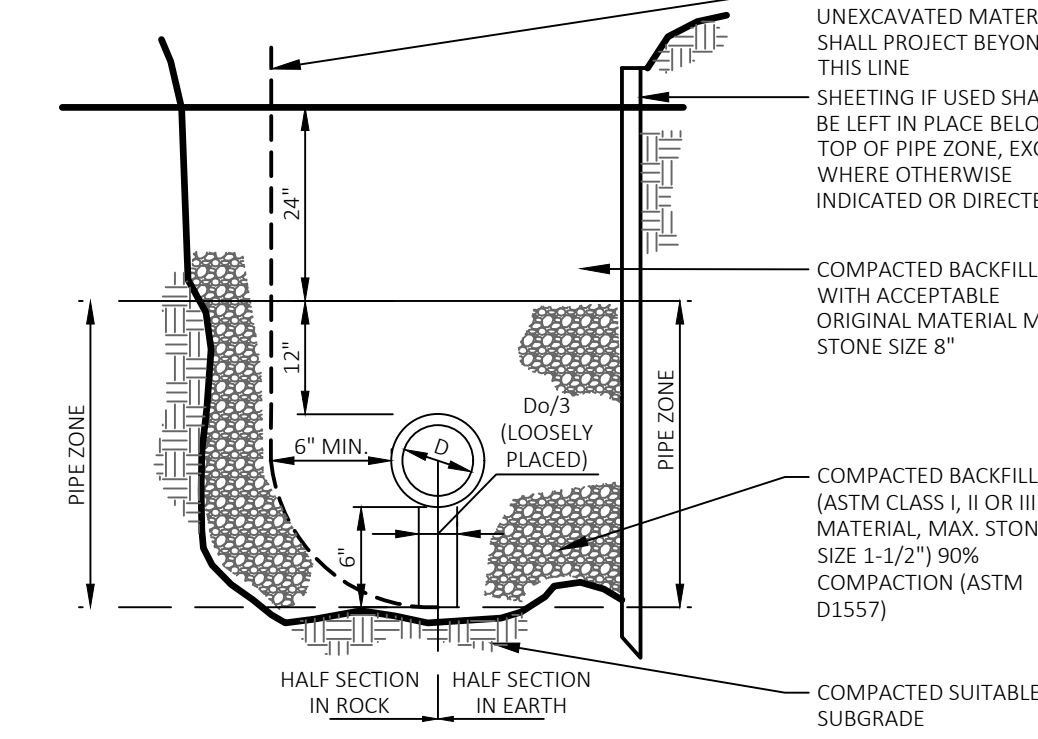 UNEXCAVATED MATER
SHALL PROJECT BEYON
THIS LINE
SHEETING IF USED SHA
BE LEFT IN PLACE BELO
TOP OF PIPE ZONE, EXC
WHERE OTHERWISE
INDICATED OR DIRECTE
24"
COMPACTED BACKFILL
WITH ACCEPTABLE
ORIGINAL MATERIAL M
STONE SIZE 8"
12"
PIPE ZONE
6" MIN.
D
Do/3
(LOOSELY
PLACED)
PIPE ZONE
6"
COMPACTED BACKFILL
(ASTM CLASS I, II OR III
MATERIAL, MAX. STON
SIZE 1-1/2") 90%
COMPACTION (ASTM
D1557)
HALF SECTION
IN ROCK
HALF SECTION
IN EARTH
COMPACTED SUITABLE
SUBGRADE